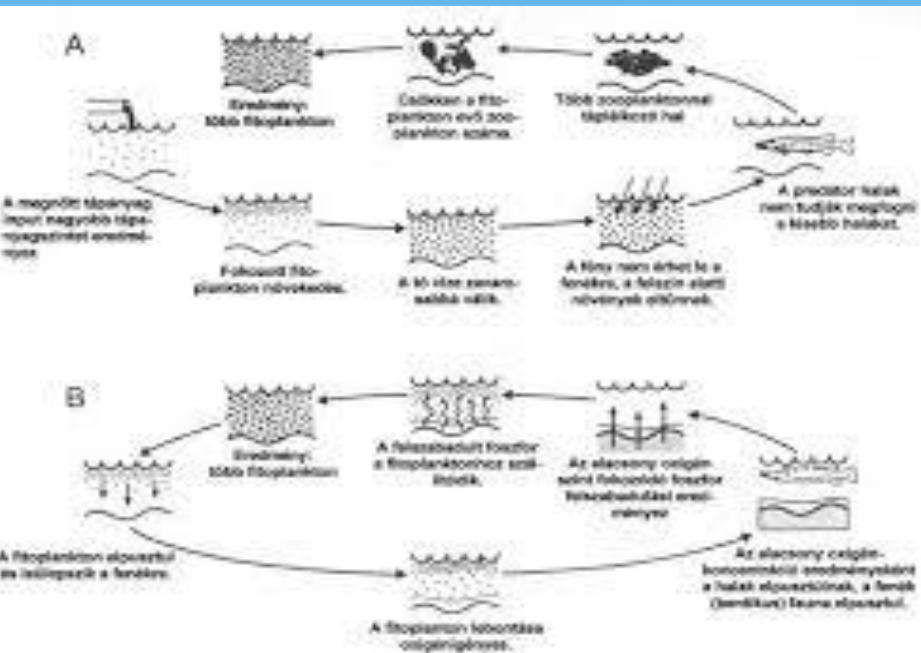 A
Eredmény:
több fitoplankton
Csökken a fito-
plankton evő zoo-
plankton száma.
Több zooplanktonnal
táplálkozó hal
A megnőtt tápanyag
input nagyobb tápa-
nyagszintet eredmé-
nyez
Fokozott fito-
plankton növekedés.
A tó vize zavaro-
sabbá válik.
A fény nem érhet le a
fenékre, a felszín alatti
növények eltűnnek.
A predator halak
nem tudják megfogni
a kisebb halakat.
B
Eredmény:
több fitoplankton
A felszabadult foszfor
a fitoplanktonhoz szál-
lítódik.
Az alacsony oxigén-
szint fokozódó foszfor
felszabadulást ered-
ményez
A fitoplankton elpusztul
és leülepszik a fenékre.
A fitoplankton lebontása
oxigénigényes.
Az alacsony oxigén-
koncentráció eredményeként
a halak elpusztulnak, a fenék
(bentikus) fauna elpusztul.